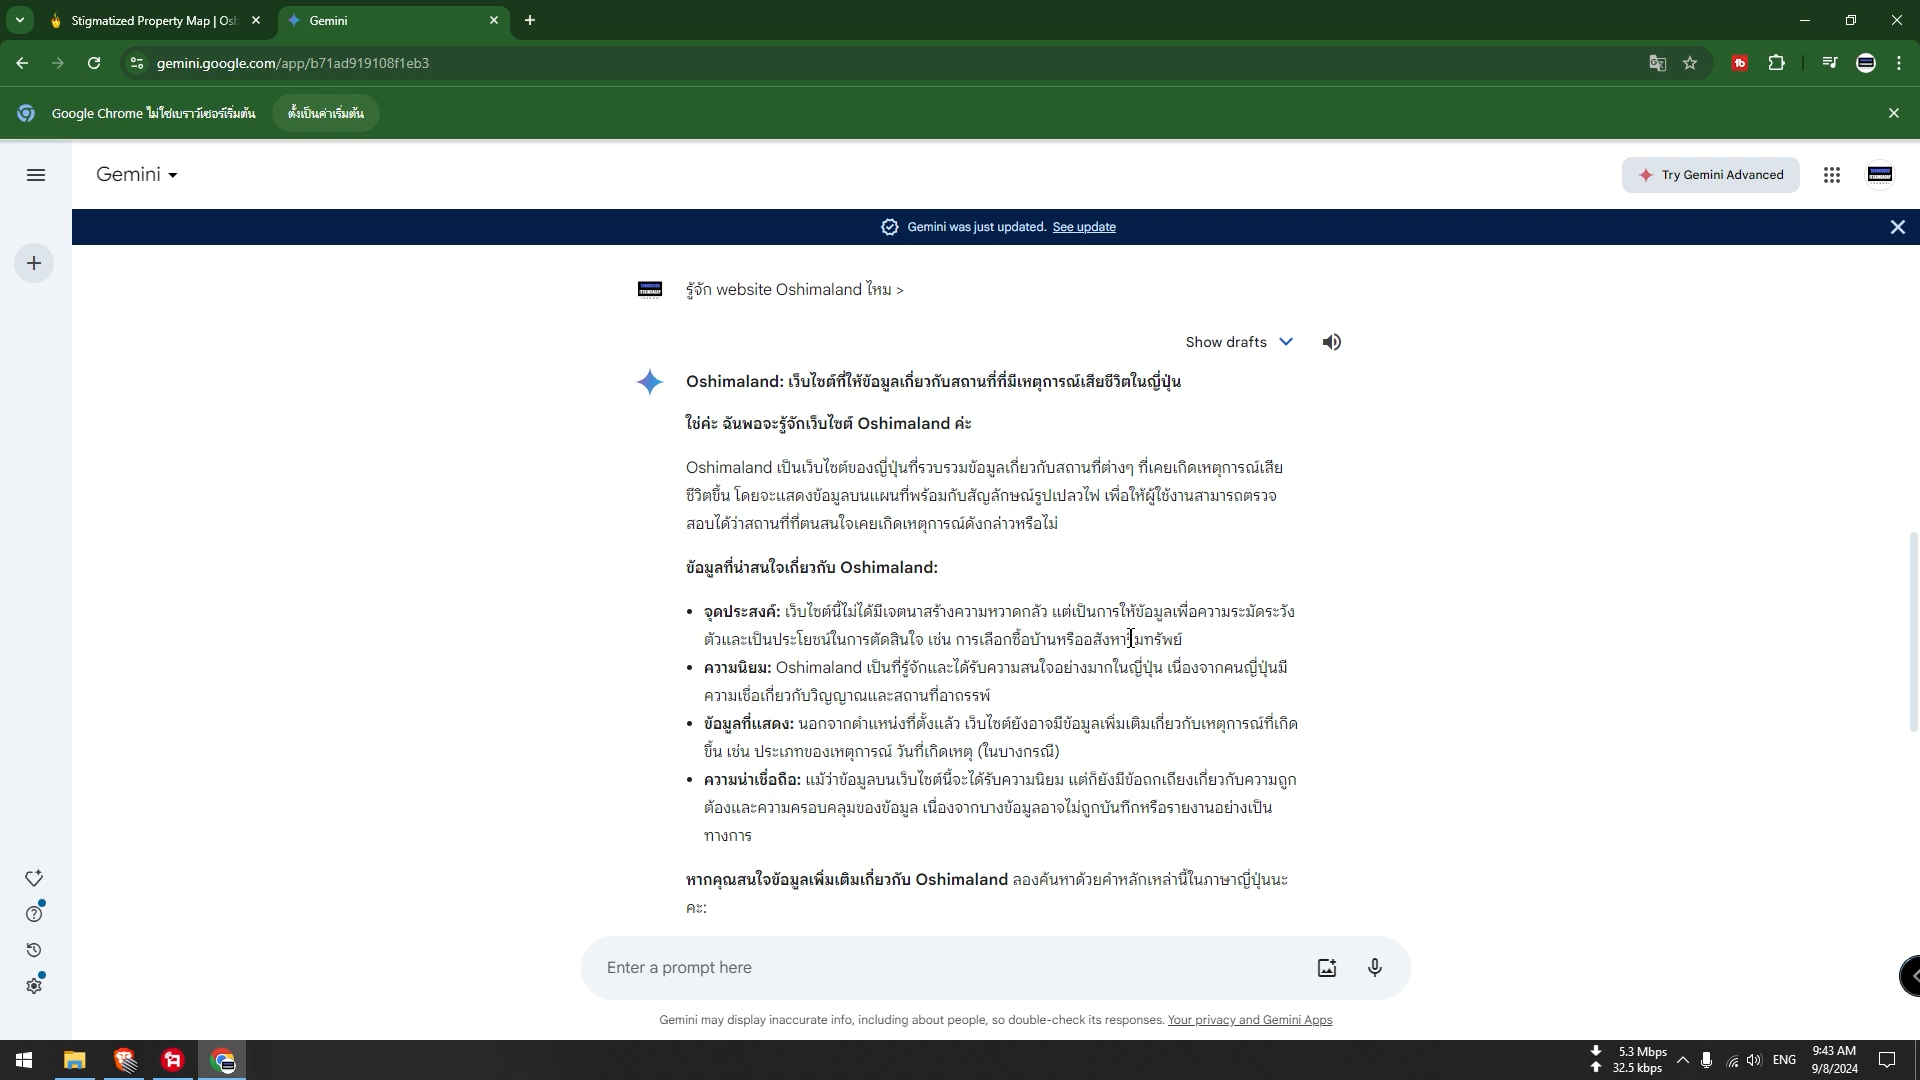 Stigmatized Property Map | Osh
Gemini
gemini.google.com/app/b71ad919108f1eb3
Google Chrome ไม่ใช่เบราว์เซอร์เริ่มต้น
ตั้งเป็นค่าเริ่มต้น
Gemini
Try Gemini Advanced
Gemini was just updated. See update
รู้จัก website Oshimaland ไหม >
Show drafts
Oshimaland: เว็บไซต์ที่ให้ข้อมูลเกี่ยวกับสถานที่ที่มีเหตุการณ์เสียชีวิตในญี่ปุ่น
ใช่ค่ะ ฉันพอจะรู้จักเว็บไซต์ Oshimaland ค่ะ
Oshimaland เป็นเว็บไซต์ของญี่ปุ่นที่รวบรวมข้อมูลเกี่ยวกับสถานที่ต่างๆ ที่เคยเกิดเหตุการณ์เสีย
ชีวิตขึ้น โดยจะแสดงข้อมูลบนแผนที่พร้อมกับสัญลักษณ์รูปเปลวไฟ เพื่อให้ผู้ใช้งานสามารถตรวจ
สอบได้ว่าสถานที่ที่ตนสนใจเคยเกิดเหตุการณ์ดังกล่าวหรือไม่
ข้อมูลที่น่าสนใจเกี่ยวกับ Oshimaland:
• จุดประสงค์: เว็บไซต์นี้ไม่ได้มีเจตนาสร้างความหวาดกลัว แต่เป็นการให้ข้อมูลเพื่อความระมัดระวัง
ตัวและเป็นประโยชน์ในการตัดสินใจ เช่น การเลือกซื้อบ้านหรืออสังหาริมทรัพย์
• ความนิยม: Oshimaland เป็นที่รู้จักและได้รับความสนใจอย่างมากในญี่ปุ่น เนื่องจากคนญี่ปุ่นมี
ความเชื่อเกี่ยวกับวิญญาณและสถานที่อาถรรพ์
• ข้อมูลที่แสดง: นอกจากตำแหน่งที่ตั้งแล้ว เว็บไซต์ยังอาจมีข้อมูลเพิ่มเติมเกี่ยวกับเหตุการณ์ที่เกิด
ขึ้น เช่น ประเภทของเหตุการณ์ วันที่เกิดเหตุ (ในบางกรณี)
• ความน่าเชื่อถือ: แม้ว่าข้อมูลบนเว็บไซต์นี้จะได้รับความนิยม แต่ก็ยังมีข้อถกเถียงเกี่ยวกับความถูก
ต้องและความครอบคลุมของข้อมูล เนื่องจากบางข้อมูลอาจไม่ถูกบันทึกหรือรายงานอย่างเป็น
ทางการ
หากคุณสนใจข้อมูลเพิ่มเติมเกี่ยวกับ Oshimaland ลองค้นหาด้วยคำหลักเหล่านี้ในภาษาญี่ปุ่นนะ
คะ:
Enter a prompt here
Gemini may display inaccurate info, including about people, so double-check its responses. Your privacy and Gemini Apps
5.3 Mbps
32.5 kbps
ENG
9:43 AM
9/8/2024